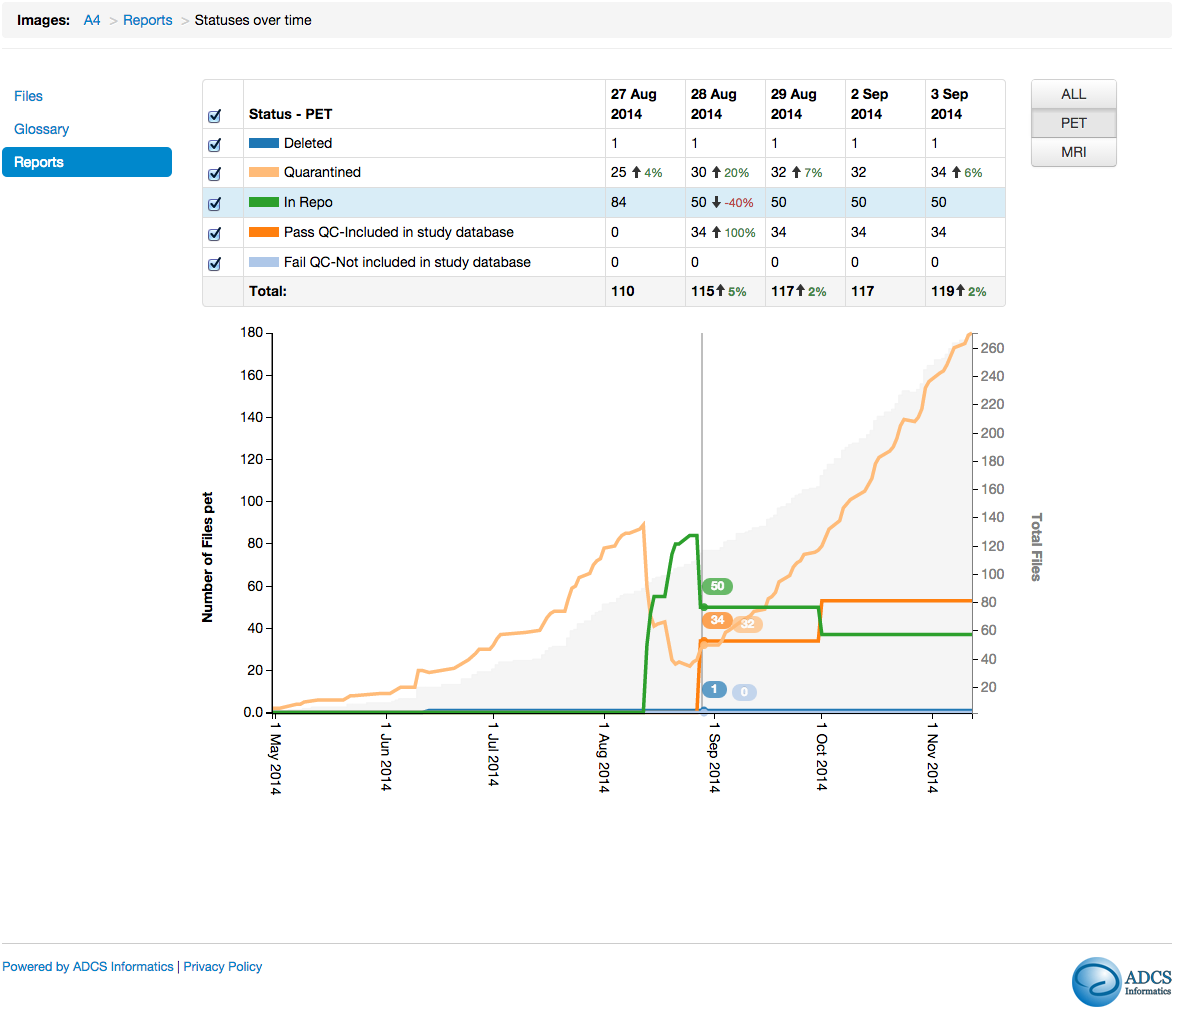 Images: A4 > Reports > Statuses over time
Files
Glossary
Reports
Status - PET 27 Aug 2014 28 Aug 2014 29 Aug 2014 2 Sep 2014 3 Sep 2014
Deleted 1 1 1 1 1
Quarantined 25 4% 30 20% 32 7% 32 34 6%
In Repo 84 50 -40% 50 50 50
Pass QC-Included in study database 0 34 100% 34 34 34
Fail QC-Not included in study database 0 0 0 0 0
Total: 110 115 5% 117 2% 117 119 2%
ALL
PET
MRI
Number of Files pet
180
160
140
120
100
80
60
40
20
0.0
50
34
32
1
0
260
240
220
200
180
160
140
120
100
80
60
40
20
Total Files
1 May 2014
1 Jun 2014
1 Jul 2014
1 Aug 2014
1 Sep 2014
1 Oct 2014
1 Nov 2014
Powered by ADCS Informatics | Privacy Policy
ADCS
Informatics